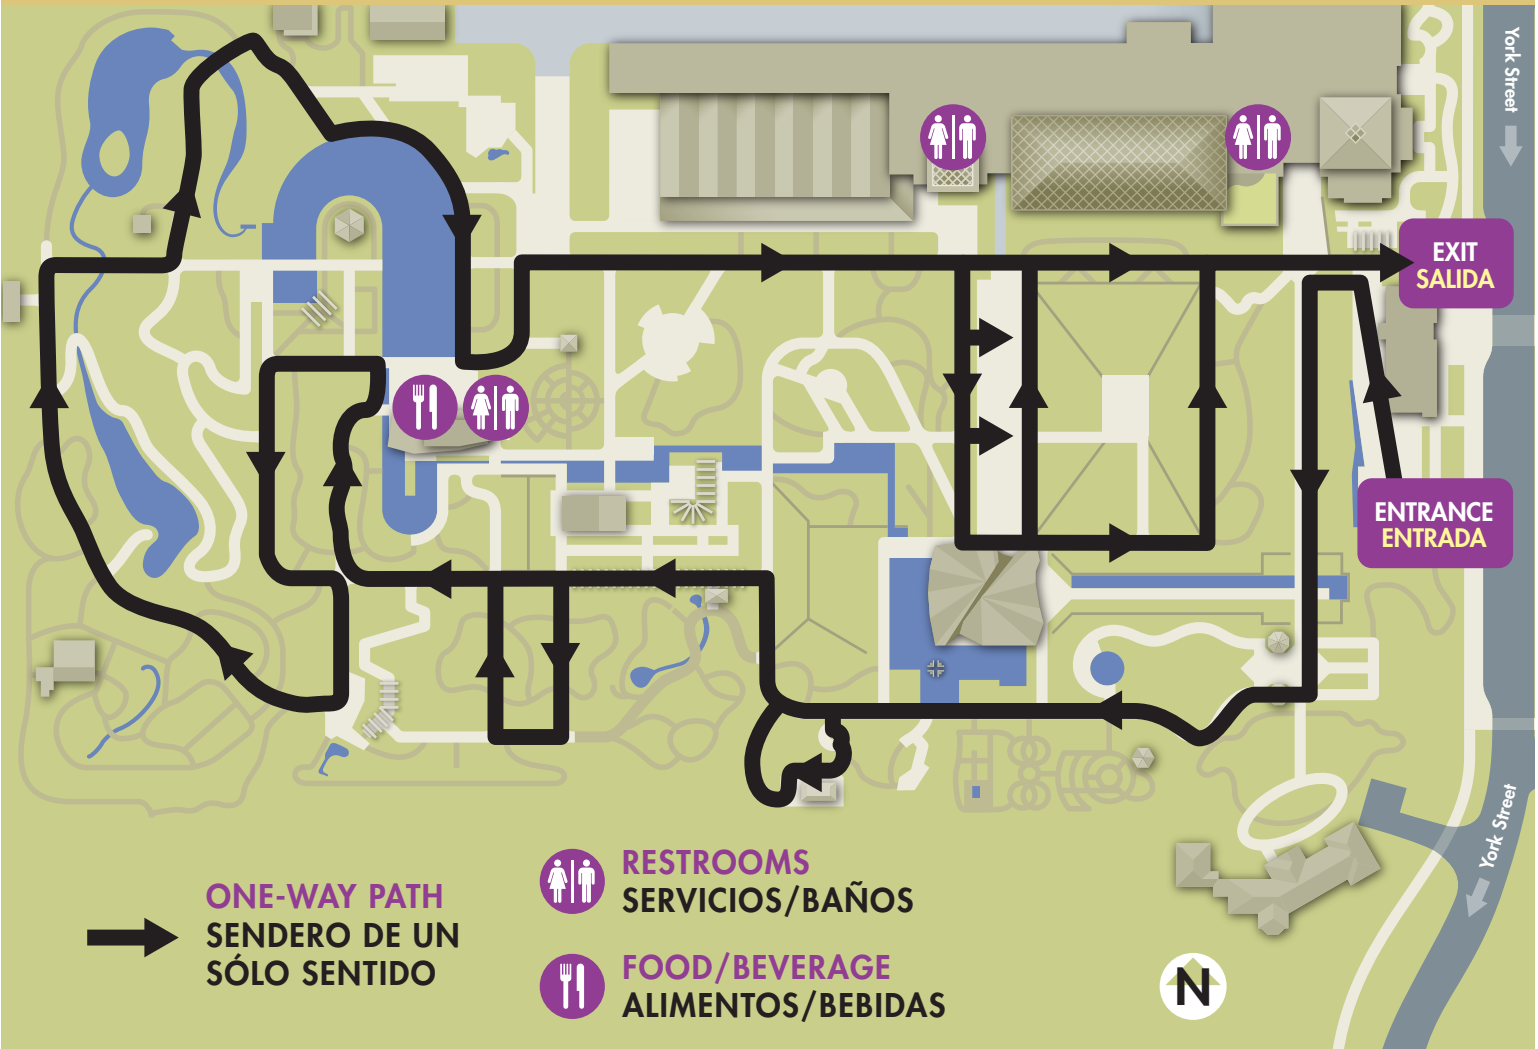 York Street
EXIT
SALIDA
ENTRANCE
ENTRADA
York Street
ONE-WAY PATH
SENDERO DE UN
SÓLO SENTIDO
RESTROOMS
SERVICIOS/BAÑOS
FOOD/BEVERAGE
ALIMENTOS/BEBIDAS
N